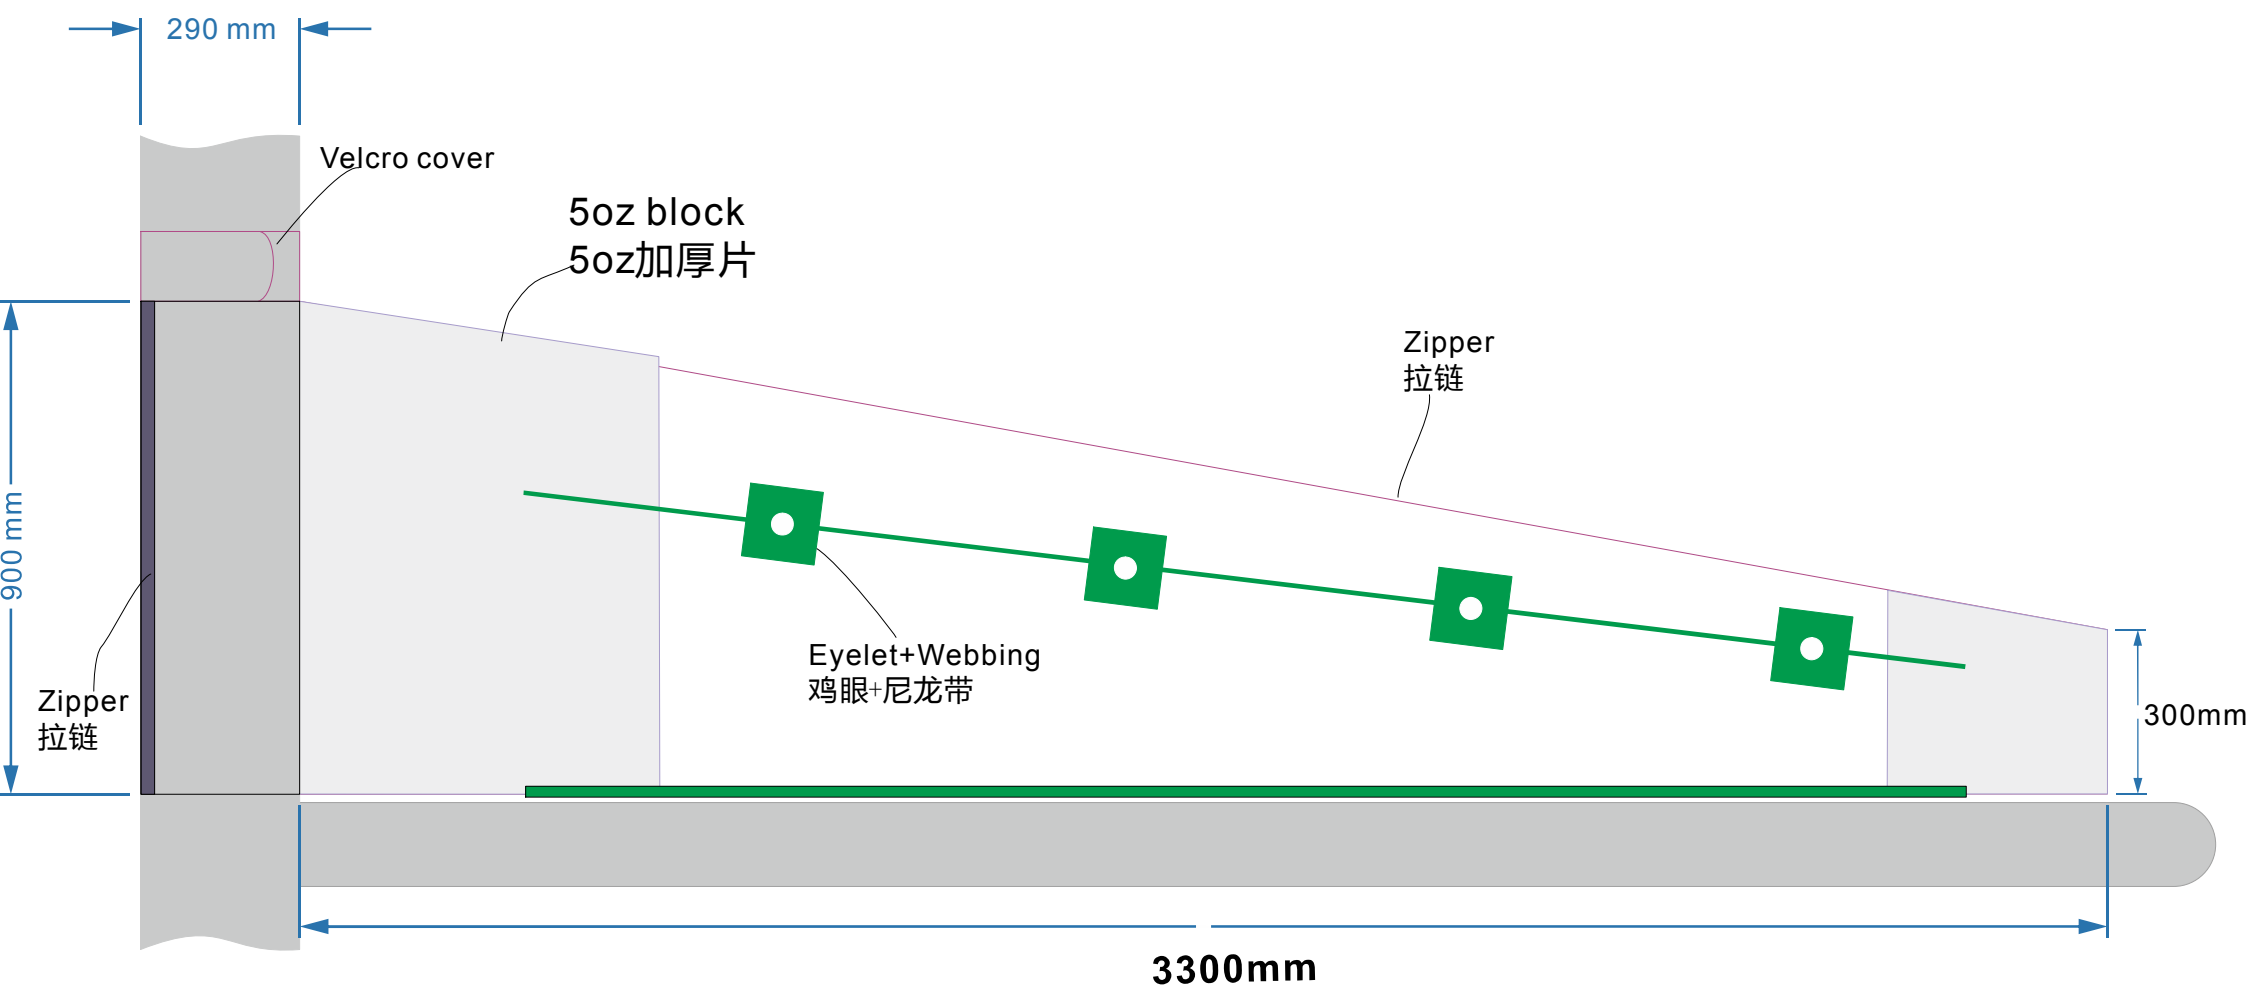 290 mm
Velcro cover
5oz block
5oz加厚片
Zipper
拉链
900 mm
Eyelet+Webbing
鸡眼+尼龙带
Zipper
拉链
300mm
3300mm